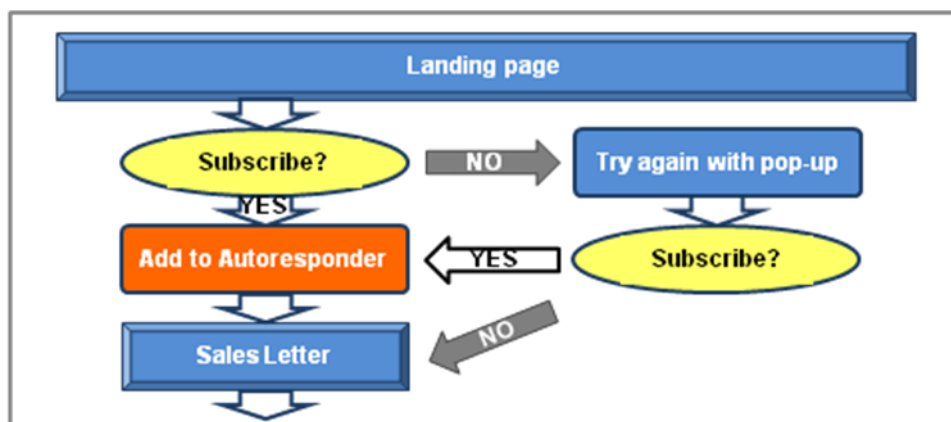 Landing page
Subscribe?
NO
Try again with pop-up
YES
Add to Autoresponder
YES
Subscribe?
NO
Sales Letter